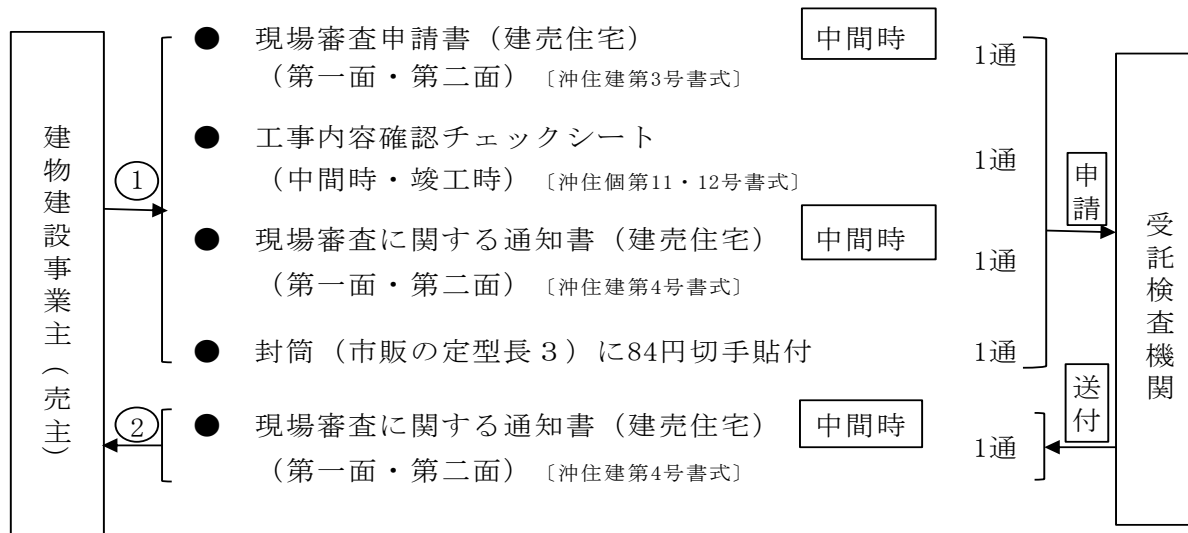 建物建設事業主（売主）
①
● 現場審査申請書（建売住宅） 中間時 1通
（第一面・第二面）〔沖住建第3号書式〕
● 工事内容確認チェックシート 1通
（中間時・竣工時）〔沖住個第11・12号書式〕
● 現場審査に関する通知書（建売住宅） 中間時 1通
（第一面・第二面）〔沖住建第4号書式〕
● 封筒（市販の定型長３）に84円切手貼付 1通
申請
受託検査機関
送付
②
● 現場審査に関する通知書（建売住宅） 中間時 1通
（第一面・第二面）〔沖住建第4号書式〕